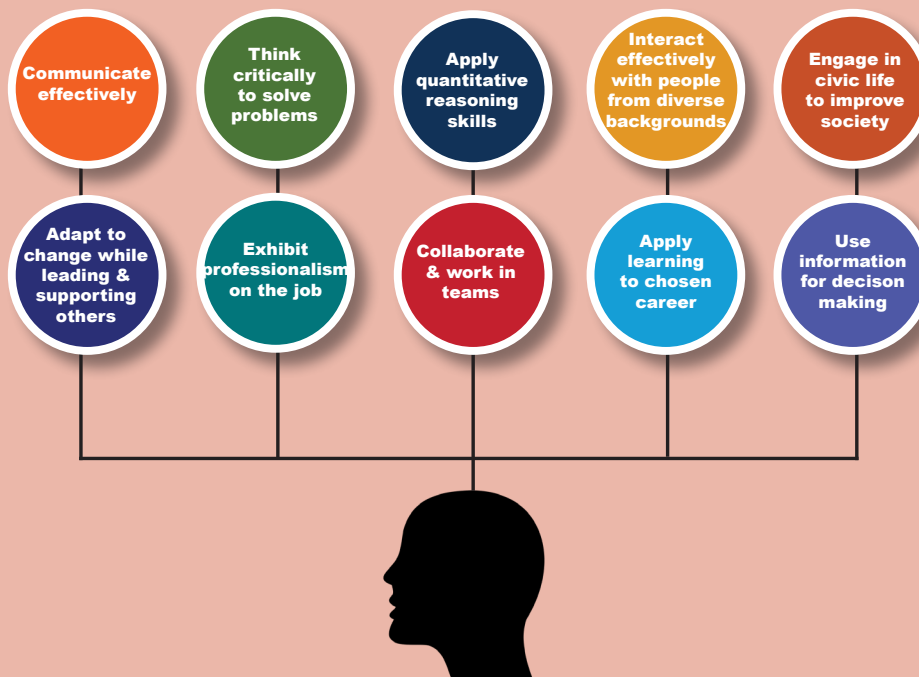 Communicate
effectively
Think
critically
to solve
problems
Apply
quantitative
reasoning
skills
Interact
effectively
with people
from diverse
backgrounds
Engage in
civic life
to improve
society
Adapt to
change while
leading &
supporting
others
Exhibit
professionalism
on the job
Collaborate
& work in
teams
Apply
learning
to chosen
career
Use
information
for decison
making